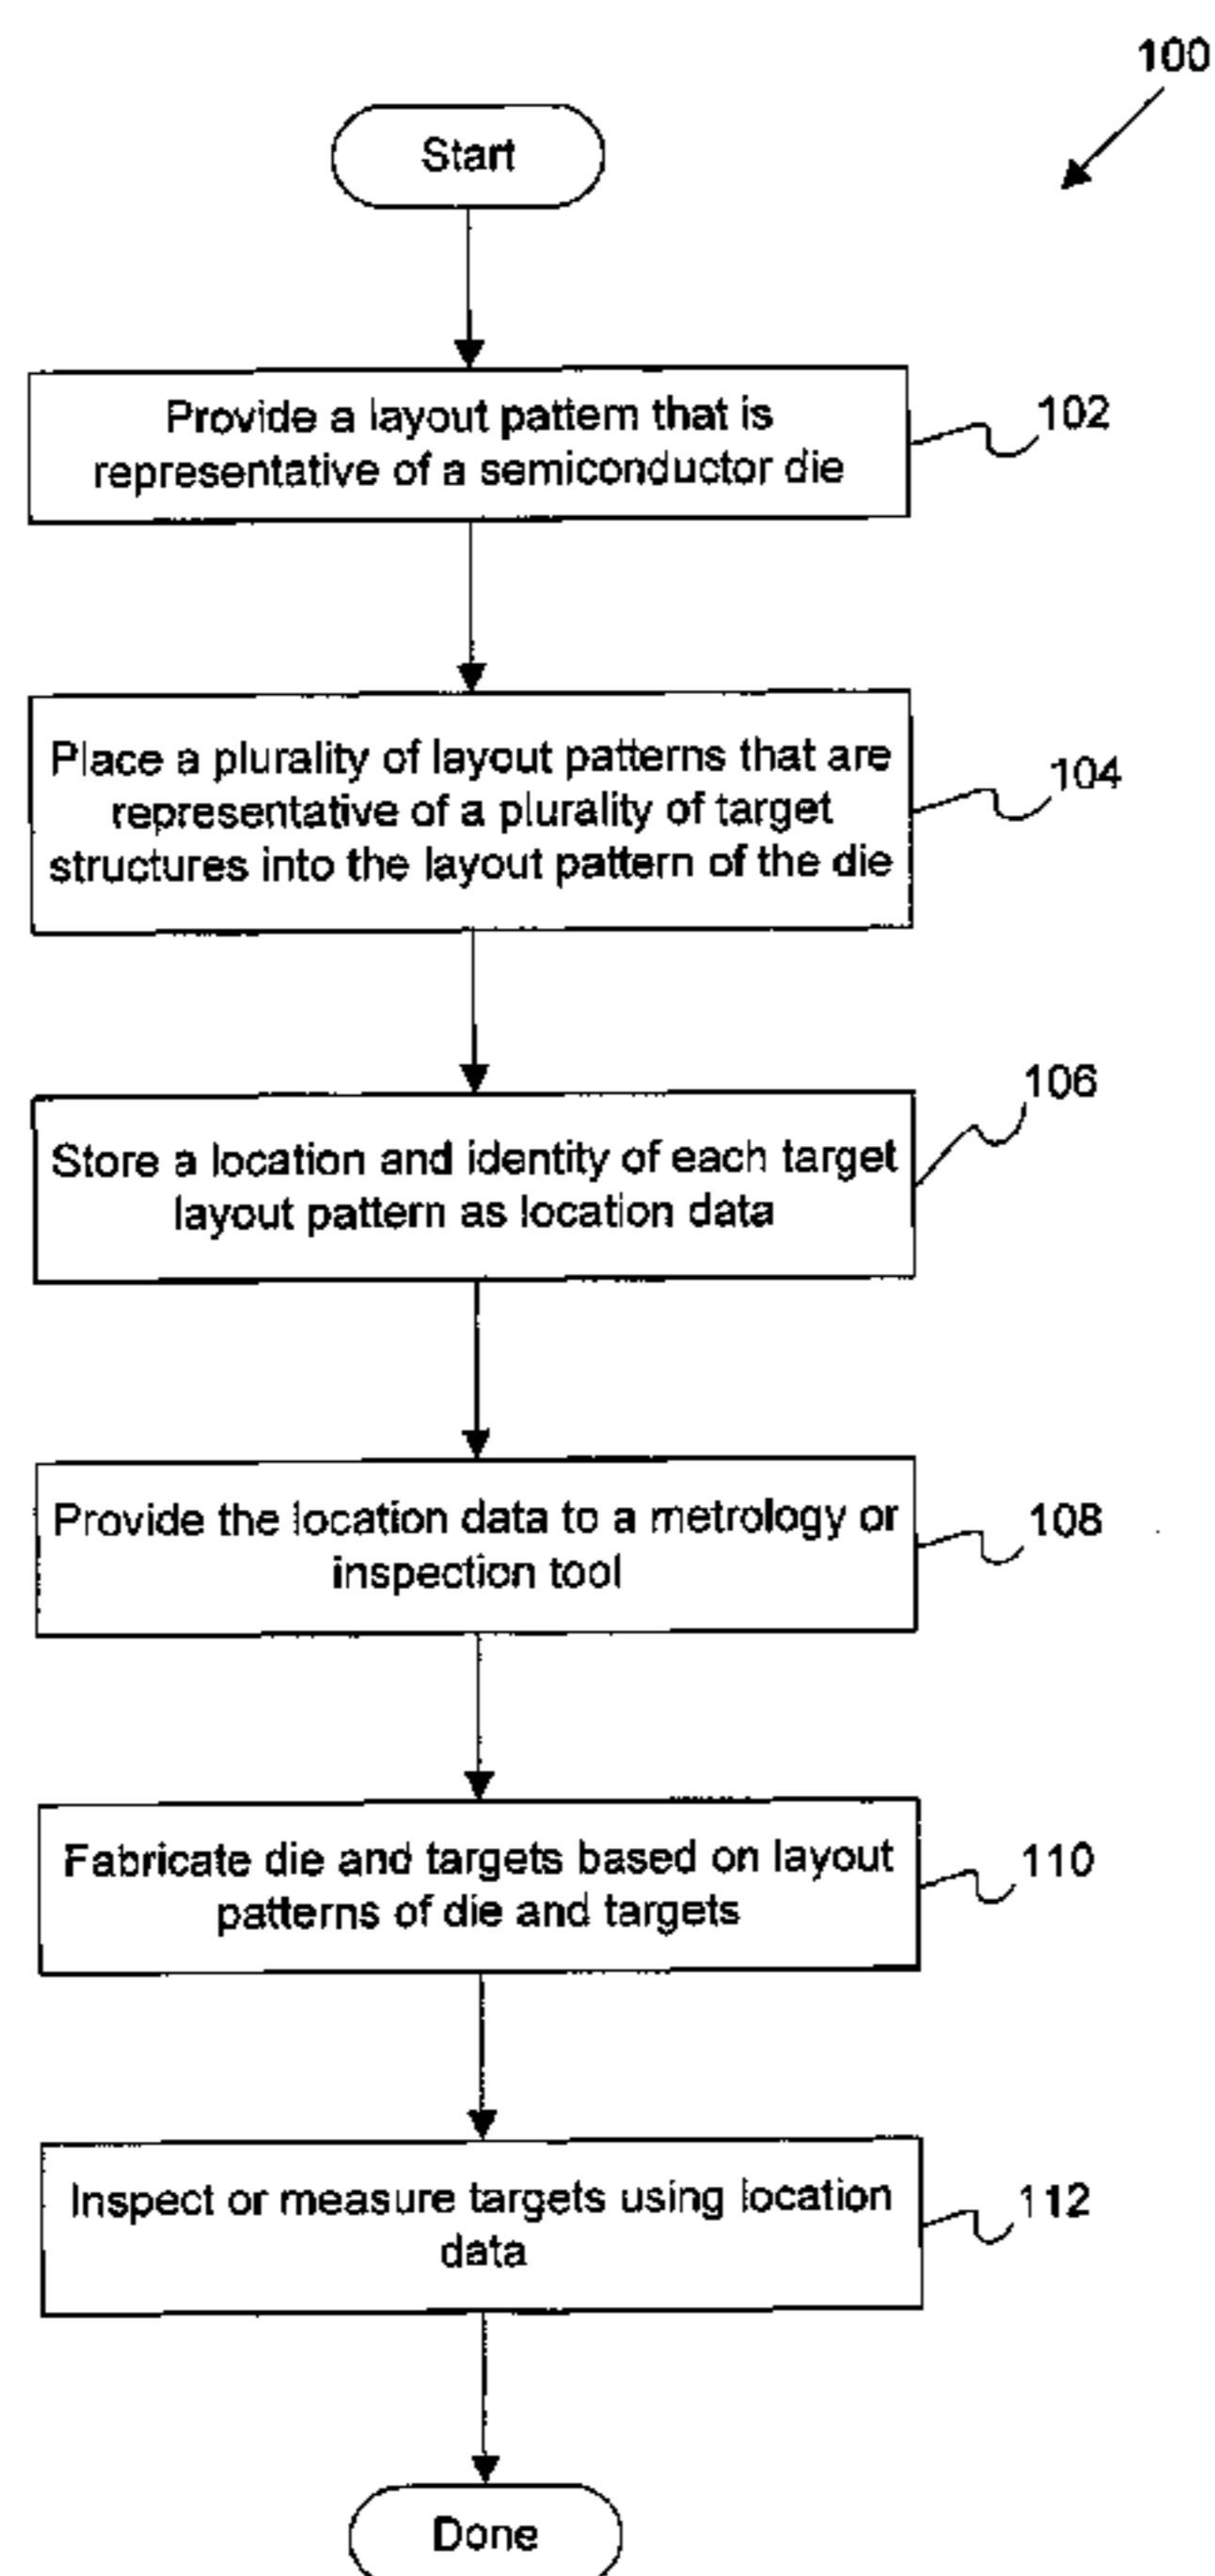 100
Start
Provide a layout pattern that is
representative of a semiconductor die
102
Place a plurality of layout patterns that are
representative of a plurality of target
structures into the layout pattern of the die
104
Store a location and identity of each target
layout pattern as location data
106
Provide the location data to a metrology or
inspection tool
108
Fabricate die and targets based on layout
patterns of die and targets
110
Inspect or measure targets using location
data
112
Done